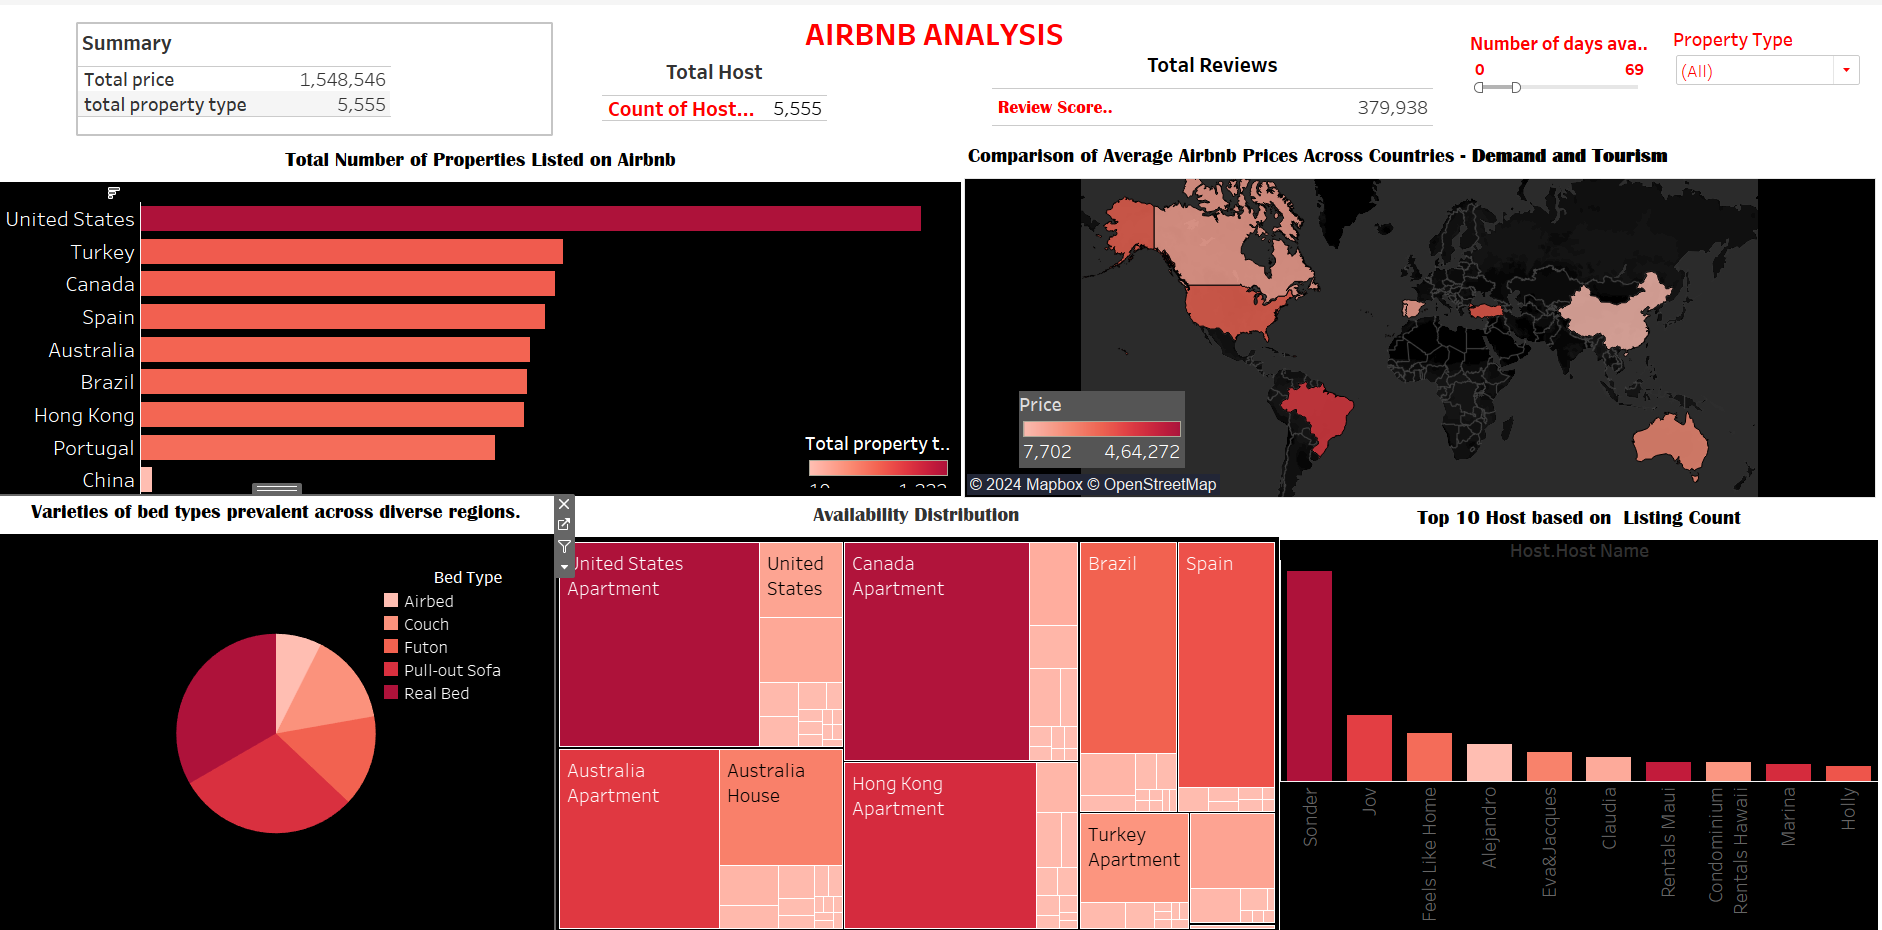 AIRBNB ANALYSIS
Summary
Total price 1,548,546
total property type 5,555
Total Host
Count of Host... 5,555
Total Reviews
Review Score.. 379,938
Number of days ava..
0 69
Property Type
(All)
Total Number of Properties Listed on Airbnb
United States
Turkey
Canada
Spain
Australia
Brazil
Hong Kong
Portugal
China
Total property t..
Comparison of Average Airbnb Prices Across Countries - Demand and Tourism
Price
7,702 4,64,272
© 2024 Mapbox © OpenStreetMap
Varieties of bed types prevalent across diverse regions.
Bed Type
Airbed
Couch
Futon
Pull-out Sofa
Real Bed
Availability Distribution
United States
Apartment
United
States
Canada
Apartment
Brazil
Spain
Australia
Apartment
Australia
House
Hong Kong
Apartment
Turkey
Apartment
Top 10 Host based on Listing Count
Host.Host Name
Sonder
Jov
Feels Like Home
Alejandro
Eva&Jacques
Claudia
Rentals Maui
Condominium
Rentals Hawaii
Marina
Holly